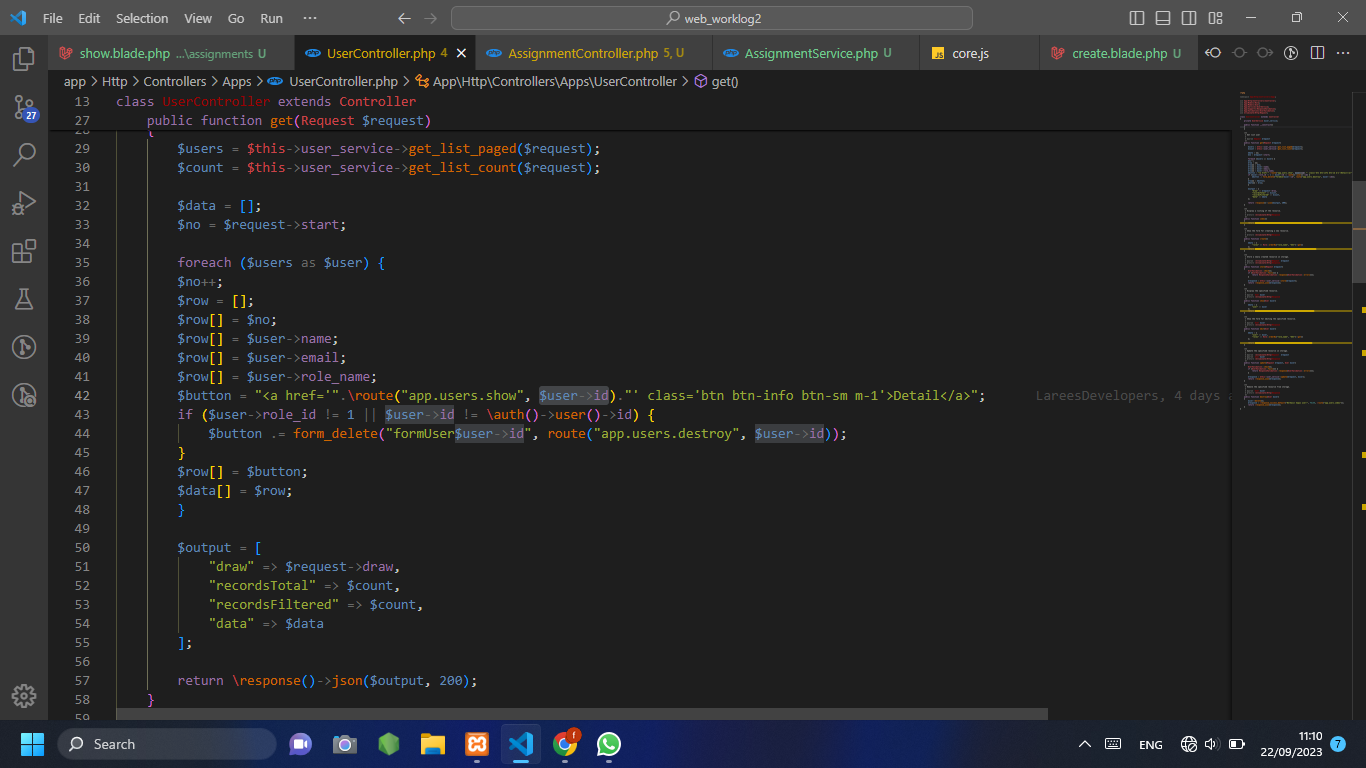 File Edit Selection View Go Run ··· web_worklog2
show.blade.php ...\assignments U UserController.php 4 AssignmentController.php 5, U AssignmentService.php U core.js create.blade.php U
app > Http > Controllers > Apps > UserController.php > App\Http\Controllers\Apps\UserController > get()
13 class UserController extends Controller
27 public function get(Request $request)
28 {
29 $users = $this->user_service->get_list_paged($request);
30 $count = $this->user_service->get_list_count($request);
31
32 $data = [];
33 $no = $request->start;
34
35 foreach ($users as $user) {
36 $no++;
37 $row = [];
38 $row[] = $no;
39 $row[] = $user->name;
40 $row[] = $user->email;
41 $row[] = $user->role_name;
42 $button = "<a href='".\route("app.users.show", $user->id)."' class='btn btn-info btn-sm m-1'>Detail</a>"; LareesDevelopers, 4 days a
43 if ($user->role_id != 1 || $user->id != \auth()->user()->id) {
44 $button .= form_delete("formUser$user->id", route("app.users.destroy", $user->id));
45 }
46 $row[] = $button;
47 $data[] = $row;
48 }
49
50 $output = [
51 "draw" => $request->draw,
52 "recordsTotal" => $count,
53 "recordsFiltered" => $count,
54 "data" => $data
55 ];
56
57 return \response()->json($output, 200);
58 }
59
27
Search
f
ENG
11:10
22/09/2023
7